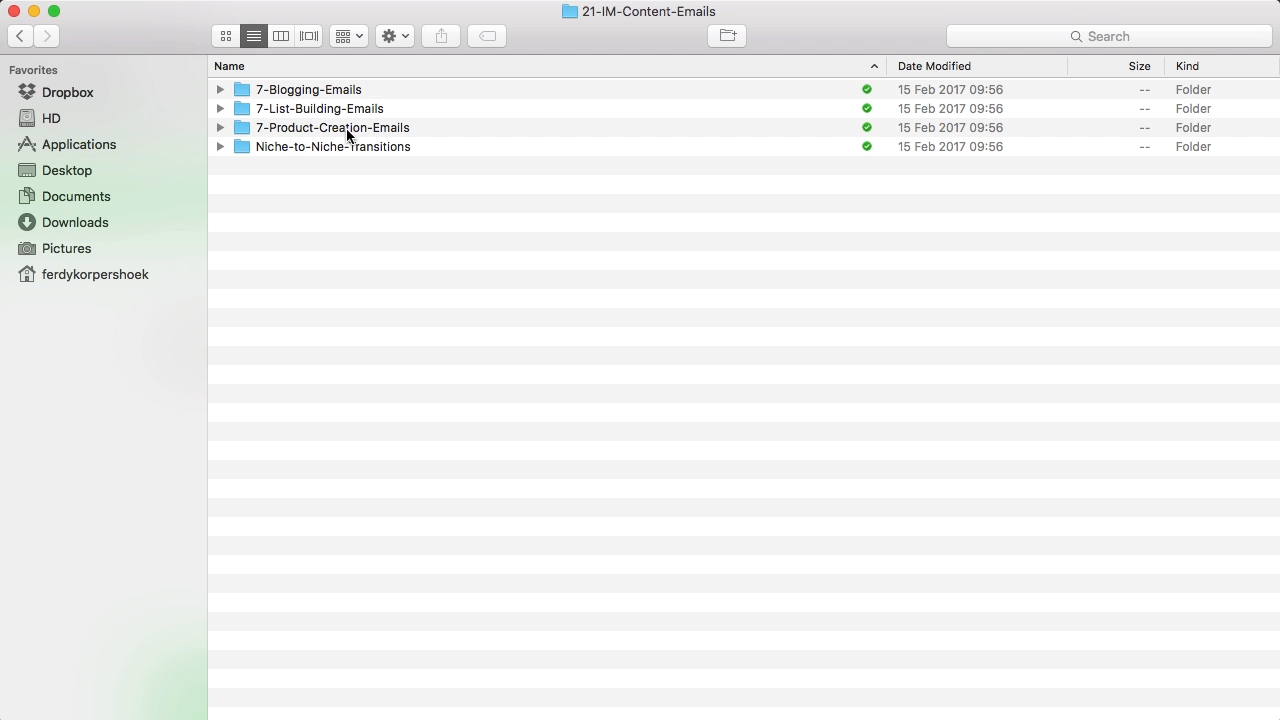 21-IM-Content-Emails
Search
Favorites
Dropbox
HD
Applications
Desktop
Documents
Downloads
Pictures
ferdykorpershoek
Name Date Modified Size Kind
7-Blogging-Emails 15 Feb 2017 09:56 -- Folder
7-List-Building-Emails 15 Feb 2017 09:56 -- Folder
7-Product-Creation-Emails 15 Feb 2017 09:56 -- Folder
Niche-to-Niche-Transitions 15 Feb 2017 09:56 -- Folder